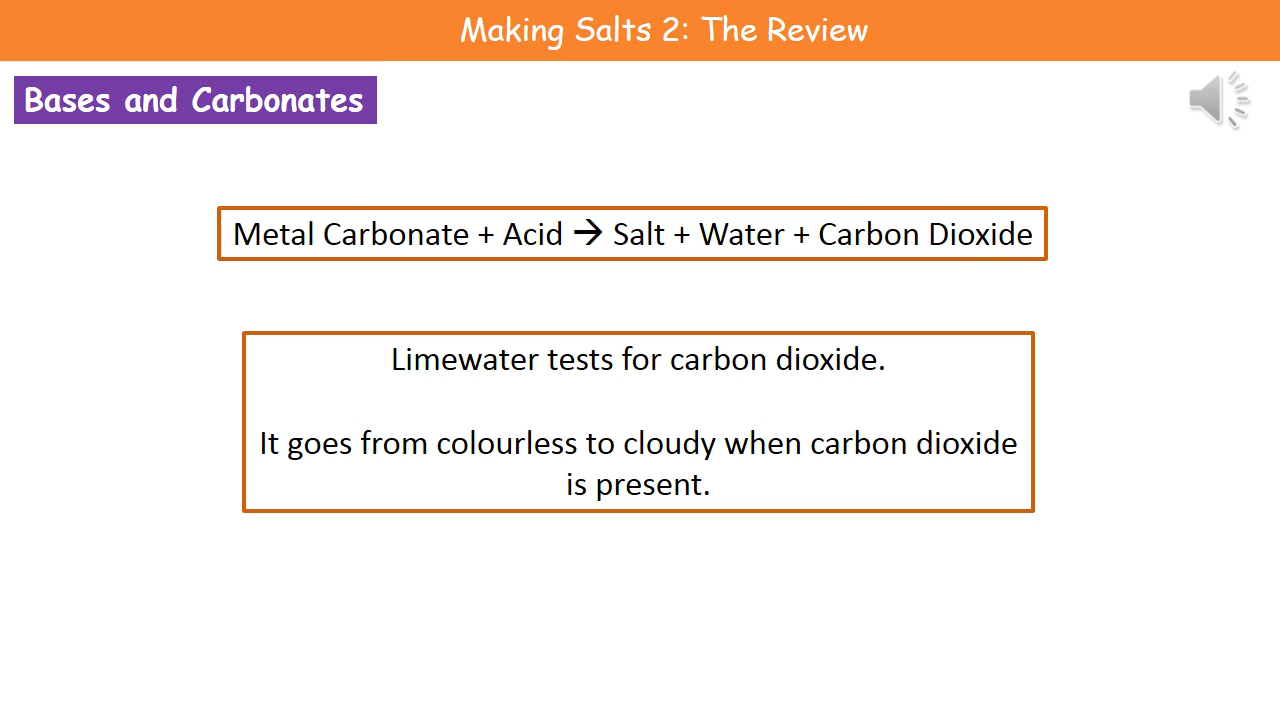 Making Salts 2: The Review
Bases and Carbonates
Metal Carbonate + Acid → Salt + Water + Carbon Dioxide
Limewater tests for carbon dioxide.
It goes from colourless to cloudy when carbon dioxide
is present.